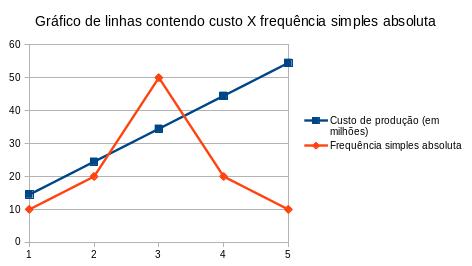 Gráfico de linhas contendo custo X frequência simples absoluta
60
50
40
30
20
10
0
1 2 3 4 5
Custo de produção (em
milhões)
Frequência simples absoluta